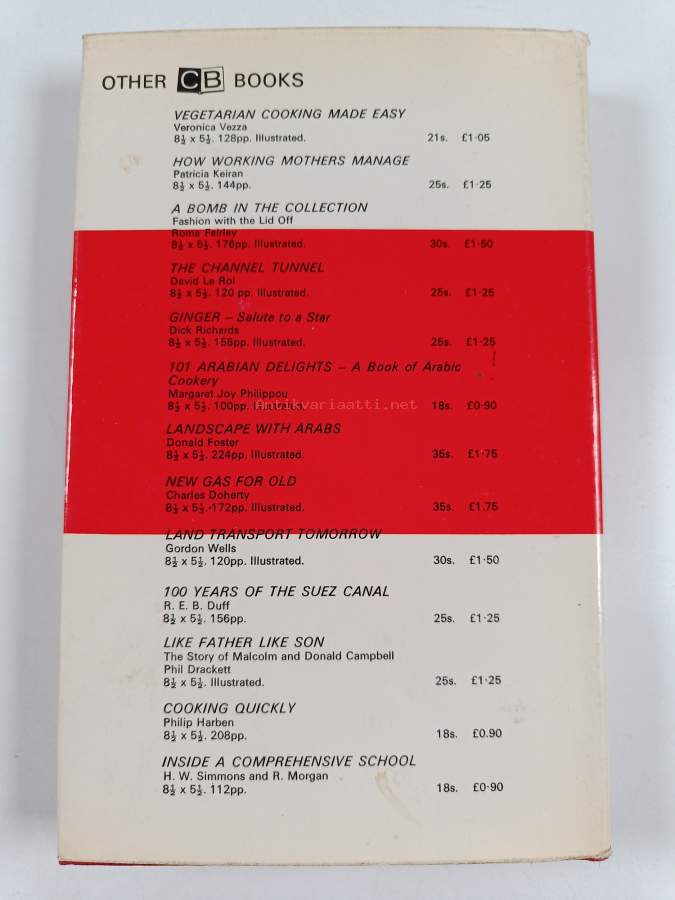 OTHER CB BOOKS
VEGETARIAN COOKING MADE EASY
Veronica Vezza
8½ x 5½. 128pp. Illustrated. 21s. £1·05
HOW WORKING MOTHERS MANAGE
Patricia Keiran
8½ x 5½. 144pp. 25s. £1·25
A BOMB IN THE COLLECTION
Fashion with the Lid Off
Roma Fairley
8½ x 5½. 176pp. Illustrated. 30s. £1·50
THE CHANNEL TUNNEL
David Le Roi
8½ x 5½. 120 pp. Illustrated. 25s. £1·25
GINGER – Salute to a Star
Dick Richards
8½ x 5½. 156pp. Illustrated. 25s. £1·25
101 ARABIAN DELIGHTS – A Book of Arabic
Cookery
Margaret Joy Philippou
8½ x 5½. 100pp. 18s. £0·90
Antikvariaatti.net
LANDSCAPE WITH ARABS
Donald Foster
8½ x 5½. 224pp. Illustrated. 35s. £1·75
NEW GAS FOR OLD
Charles Doherty
8½ x 5½.·172pp. Illustrated. 35s. £1.75
LAND TRANSPORT TOMORROW
Gordon Wells
8½ x 5½. 120pp. Illustrated. 30s. £1·50
100 YEARS OF THE SUEZ CANAL
R. E. B. Duff
8½ x 5½. 156pp. 25s. £1·25
LIKE FATHER LIKE SON
The Story of Malcolm and Donald Campbell
Phil Drackett
8½ x 5½. Illustrated. 25s. £1·25
COOKING QUICKLY
Philip Harben
8½ x 5½. 208pp. 18s. £0.90
INSIDE A COMPREHENSIVE SCHOOL
H. W. Simmons and R. Morgan
8½ x 5½. 112pp. 18s. £0·90